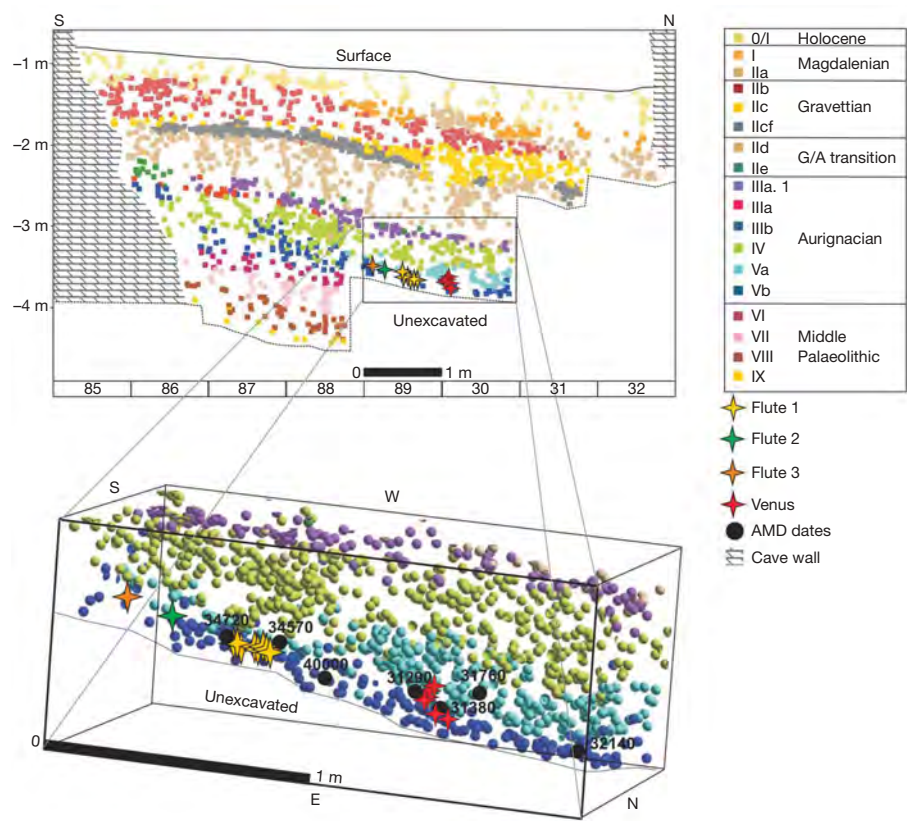 S
N
Surface
−1 m
−2 m
−3 m
−4 m
Unexcavated
0
1 m
85
86
87
88
89
30
31
32
0/I Holocene
I
Magdalenian
IIa
IIb
IIc Gravettian
IIcf
IId
G/A transition
IIe
IIIa. 1
IIIa
IIIb
Aurignacian
IV
Va
Vb
VI
VII Middle
VIII Palaeolithic
IX
Flute 1
Flute 2
Flute 3
Venus
AMD dates
Cave wall
S
W
34720
34570
40000
31290
31760
31380
32140
Unexcavated
0
1 m
E
N